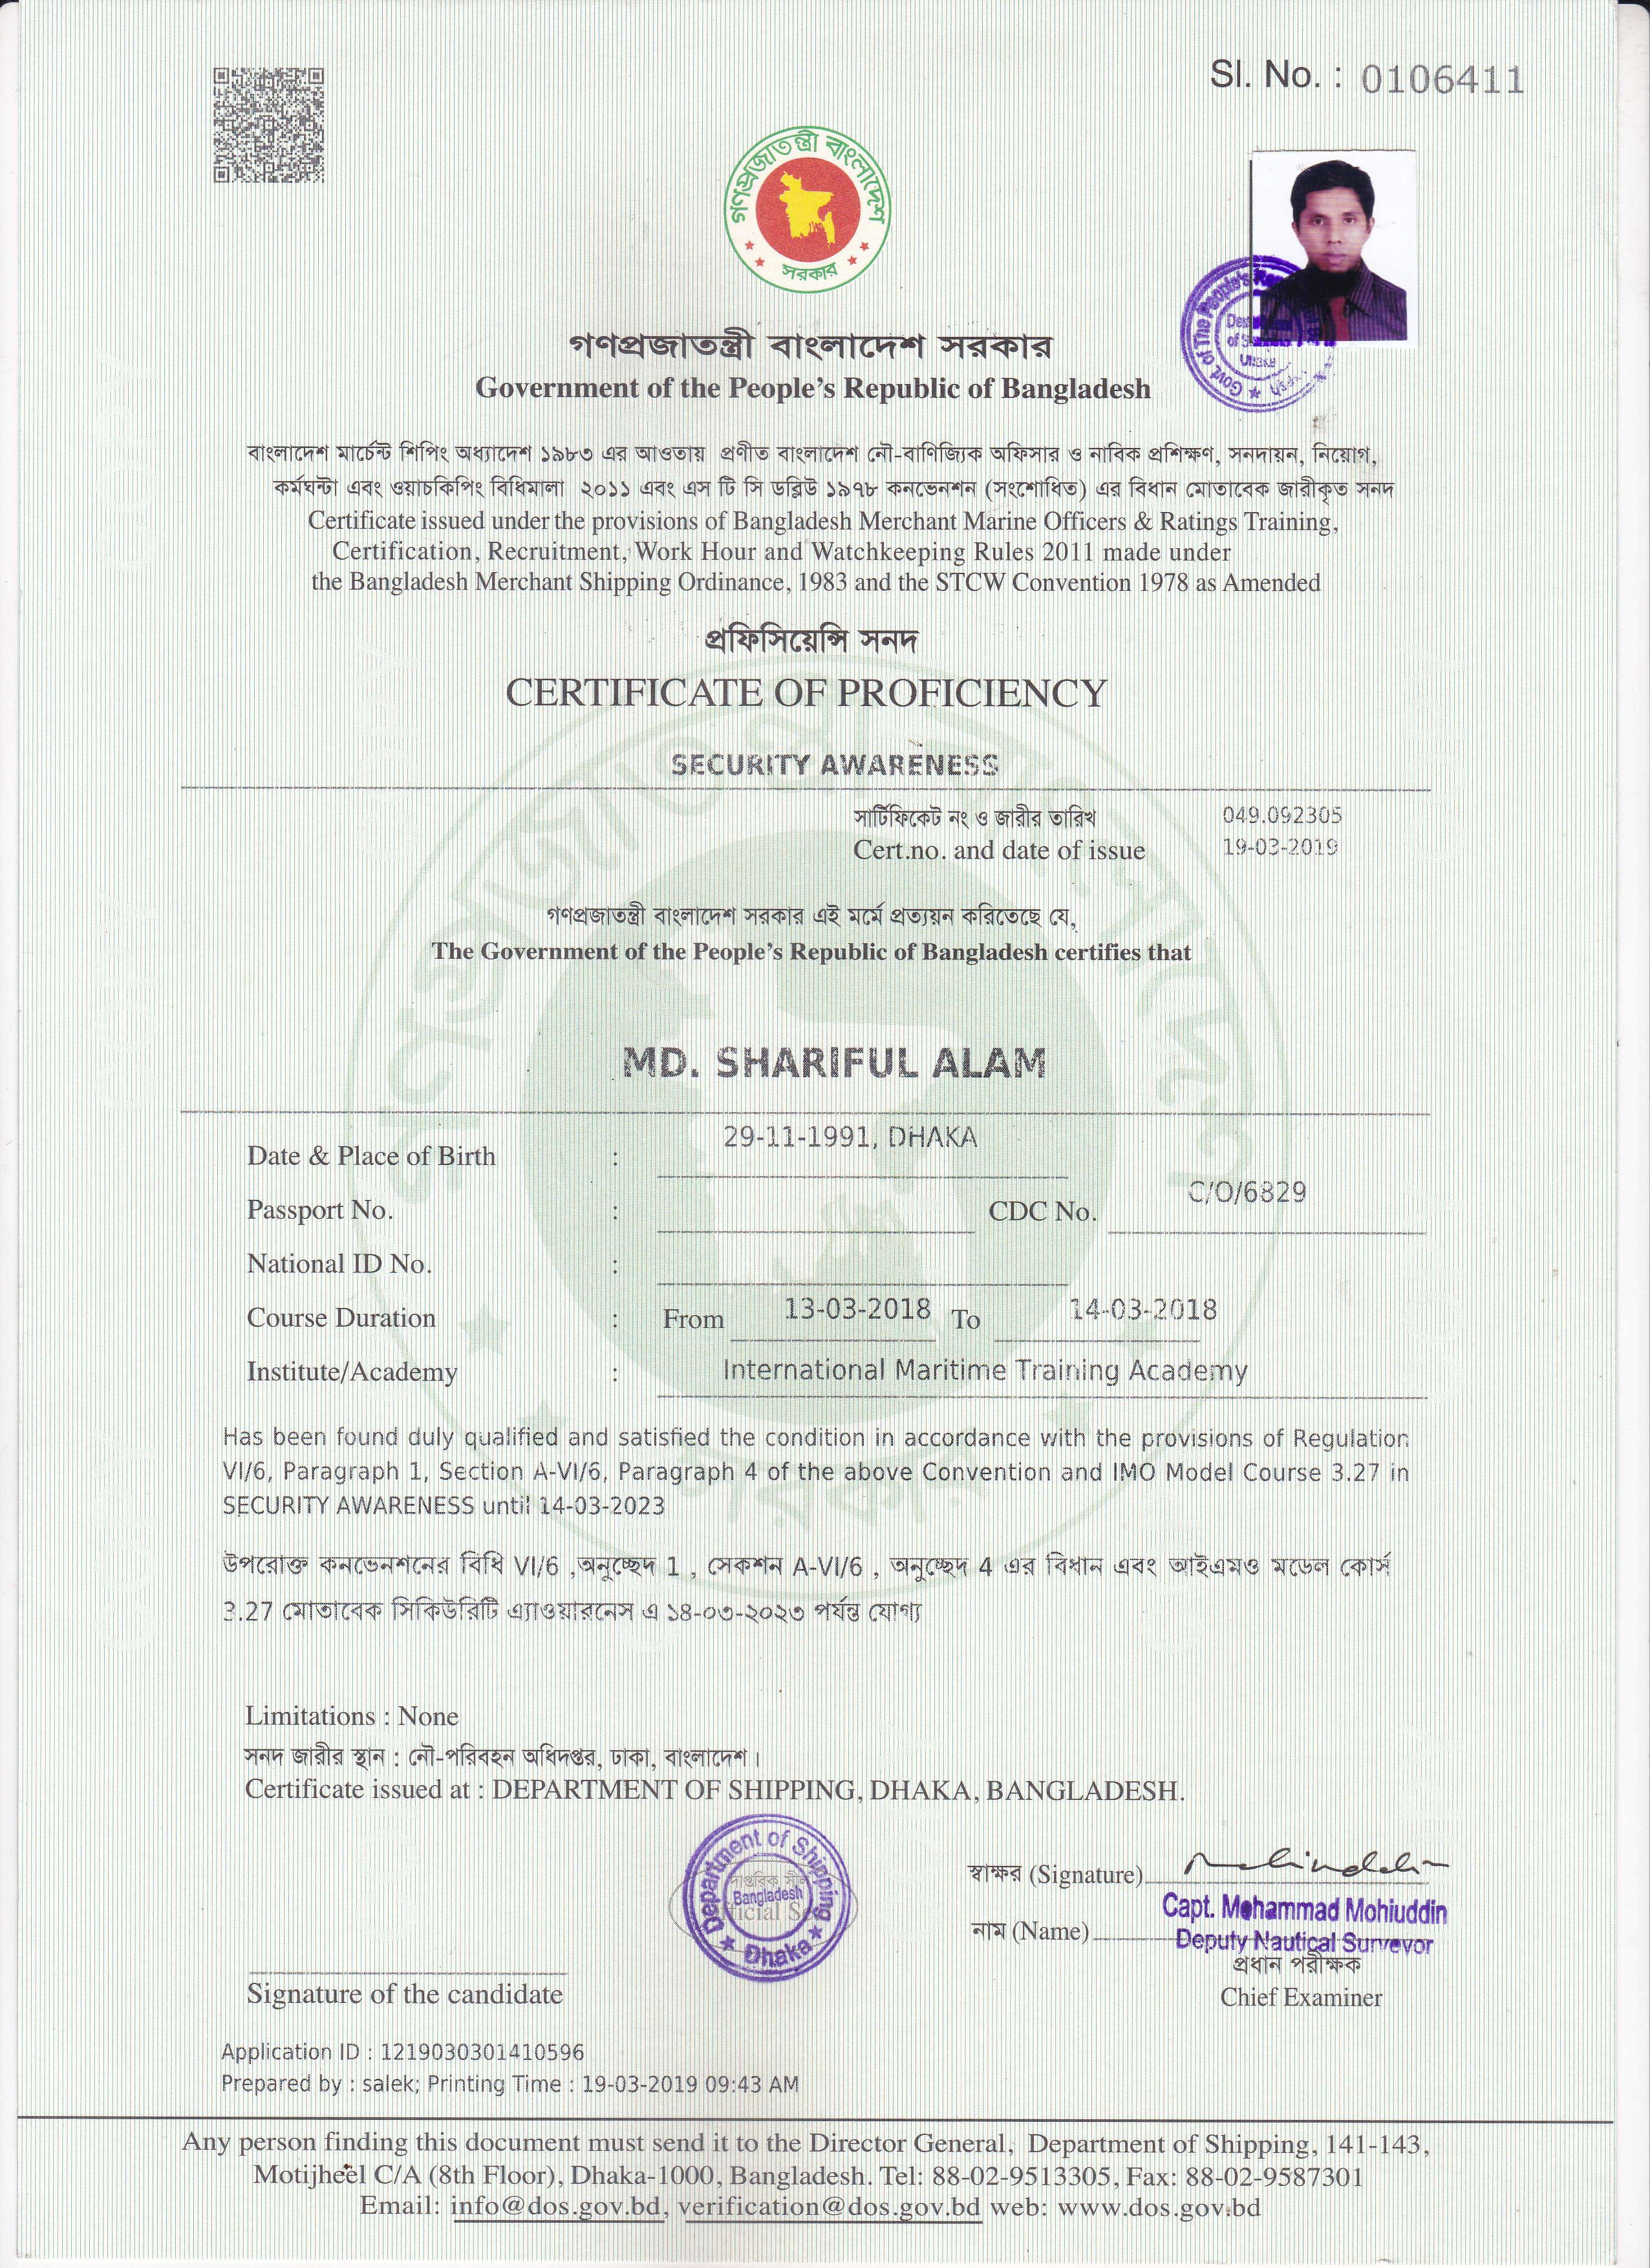 Sl. No. : 0106411
গণপ্রজাতন্ত্রী বাংলাদেশ
সরকার
Govt. of The People's
গণপ্রজাতন্ত্রী বাংলাদেশ সরকার
Government of the People's Republic of Bangladesh
বাংলাদেশ মার্চেন্ট শিপিং অধ্যাদেশ ১৯৮৩ এর আওতায় প্রণীত বাংলাদেশ নৌ-বাণিজ্যিক অফিসার ও নাবিক প্রশিক্ষণ, সনদায়ন, নিয়োগ,
কর্মঘন্টা এবং ওয়াচকিপিং বিধিমালা ২০১১ এবং এস টি সি ডব্লিউ ১৯৭৮ কনভেনশন (সংশোধিত) এর বিধান মোতাবেক জারীকৃত সনদ
Certificate issued under the provisions of Bangladesh Merchant Marine Officers & Ratings Training,
Certification, Recruitment, Work Hour and Watchkeeping Rules 2011 made under
the Bangladesh Merchant Shipping Ordinance, 1983 and the STCW Convention 1978 as Amended
প্রফিসিয়েন্সি সনদ
CERTIFICATE OF PROFICIENCY
SECURITY AWARENESS
সার্টিফিকেট নং ও জারীর তারিখ 049.092305
Cert.no. and date of issue 19-03-2019
গণপ্রজাতন্ত্রী বাংলাদেশ সরকার এই মর্মে প্রত্যয়ন করিতেছে যে,
The Government of the People's Republic of Bangladesh certifies that
MD. SHARIFUL ALAM
Date & Place of Birth : 29-11-1991, DHAKA
Passport No. : CDC No. C/O/6829
National ID No. :
Course Duration : From 13-03-2018 To 14-03-2018
Institute/Academy : International Maritime Training Academy
Has been found duly qualified and satisfied the condition in accordance with the provisions of Regulation
VI/6, Paragraph 1, Section A-VI/6, Paragraph 4 of the above Convention and IMO Model Course 3.27 in
SECURITY AWARENESS until 14-03-2023
উপরোক্ত কনভেনশনের বিধি VI/6 ,অনুচ্ছেদ 1 , সেকশন A-VI/6 , অনুচ্ছেদ 4 এর বিধান এবং আইএমও মডেল কোর্স
3.27 মোতাবেক সিকিউরিটি এ্যাওয়ারনেস এ ১৪-০৩-২০২৩ পর্যন্ত যোগ্য
Limitations : None
সনদ জারীর স্থান : নৌ-পরিবহন অধিদপ্তর, ঢাকা, বাংলাদেশ।
Certificate issued at : DEPARTMENT OF SHIPPING, DHAKA, BANGLADESH.
Department of Shipping
Bangladesh
Dhaka
স্বাক্ষর (Signature)
Capt. Mohammad Mohiuddin
নাম (Name)
Deputy Nautical Surveyor
প্রধান পরীক্ষক
Chief Examiner
Signature of the candidate
Application ID : 1219030301410596
Prepared by : salek; Printing Time : 19-03-2019 09:43 AM
Any person finding this document must send it to the Director General, Department of Shipping, 141-143,
Motijheel C/A (8th Floor), Dhaka-1000, Bangladesh. Tel: 88-02-9513305, Fax: 88-02-9587301
Email: info@dos.gov.bd, verification@dos.gov.bd web: www.dos.gov.bd